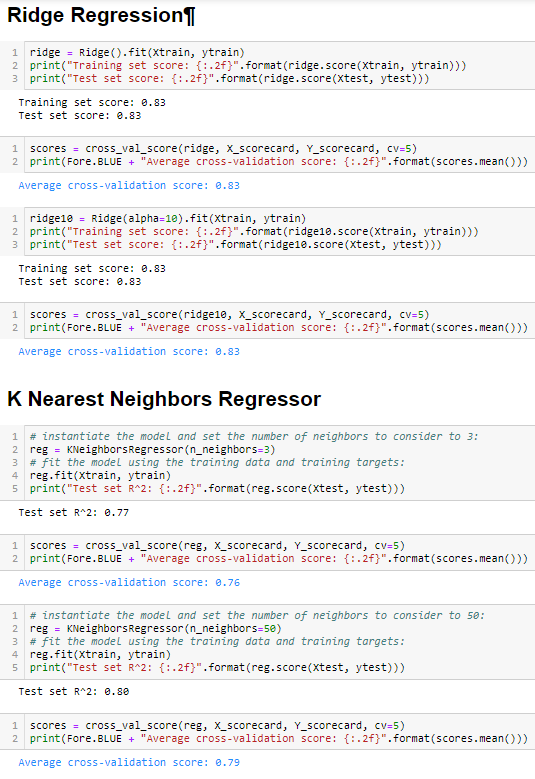 Ridge Regression¶
1 ridge = Ridge().fit(Xtrain, ytrain)
2 print("Training set score: {:.2f}".format(ridge.score(Xtrain, ytrain)))
3 print("Test set score: {:.2f}".format(ridge.score(Xtest, ytest)))
Training set score: 0.83
Test set score: 0.83
1 scores = cross_val_score(ridge, X_scorecard, Y_scorecard, cv=5)
2 print(Fore.BLUE + "Average cross-validation score: {:.2f}".format(scores.mean()))
Average cross-validation score: 0.83
1 ridge10 = Ridge(alpha=10).fit(Xtrain, ytrain)
2 print("Training set score: {:.2f}".format(ridge10.score(Xtrain, ytrain)))
3 print("Test set score: {:.2f}".format(ridge10.score(Xtest, ytest)))
Training set score: 0.83
Test set score: 0.83
1 scores = cross_val_score(ridge10, X_scorecard, Y_scorecard, cv=5)
2 print(Fore.BLUE + "Average cross-validation score: {:.2f}".format(scores.mean()))
Average cross-validation score: 0.83
K Nearest Neighbors Regressor
1 # instantiate the model and set the number of neighbors to consider to 3:
2 reg = KNeighborsRegressor(n_neighbors=3)
3 # fit the model using the training data and training targets:
4 reg.fit(Xtrain, ytrain)
5 print("Test set R^2: {:.2f}".format(reg.score(Xtest, ytest)))
Test set R^2: 0.77
1 scores = cross_val_score(reg, X_scorecard, Y_scorecard, cv=5)
2 print(Fore.BLUE + "Average cross-validation score: {:.2f}".format(scores.mean()))
Average cross-validation score: 0.76
1 # instantiate the model and set the number of neighbors to consider to 50:
2 reg = KNeighborsRegressor(n_neighbors=50)
3 # fit the model using the training data and training targets:
4 reg.fit(Xtrain, ytrain)
5 print("Test set R^2: {:.2f}".format(reg.score(Xtest, ytest)))
Test set R^2: 0.80
1 scores = cross_val_score(reg, X_scorecard, Y_scorecard, cv=5)
2 print(Fore.BLUE + "Average cross-validation score: {:.2f}".format(scores.mean()))
Average cross-validation score: 0.79